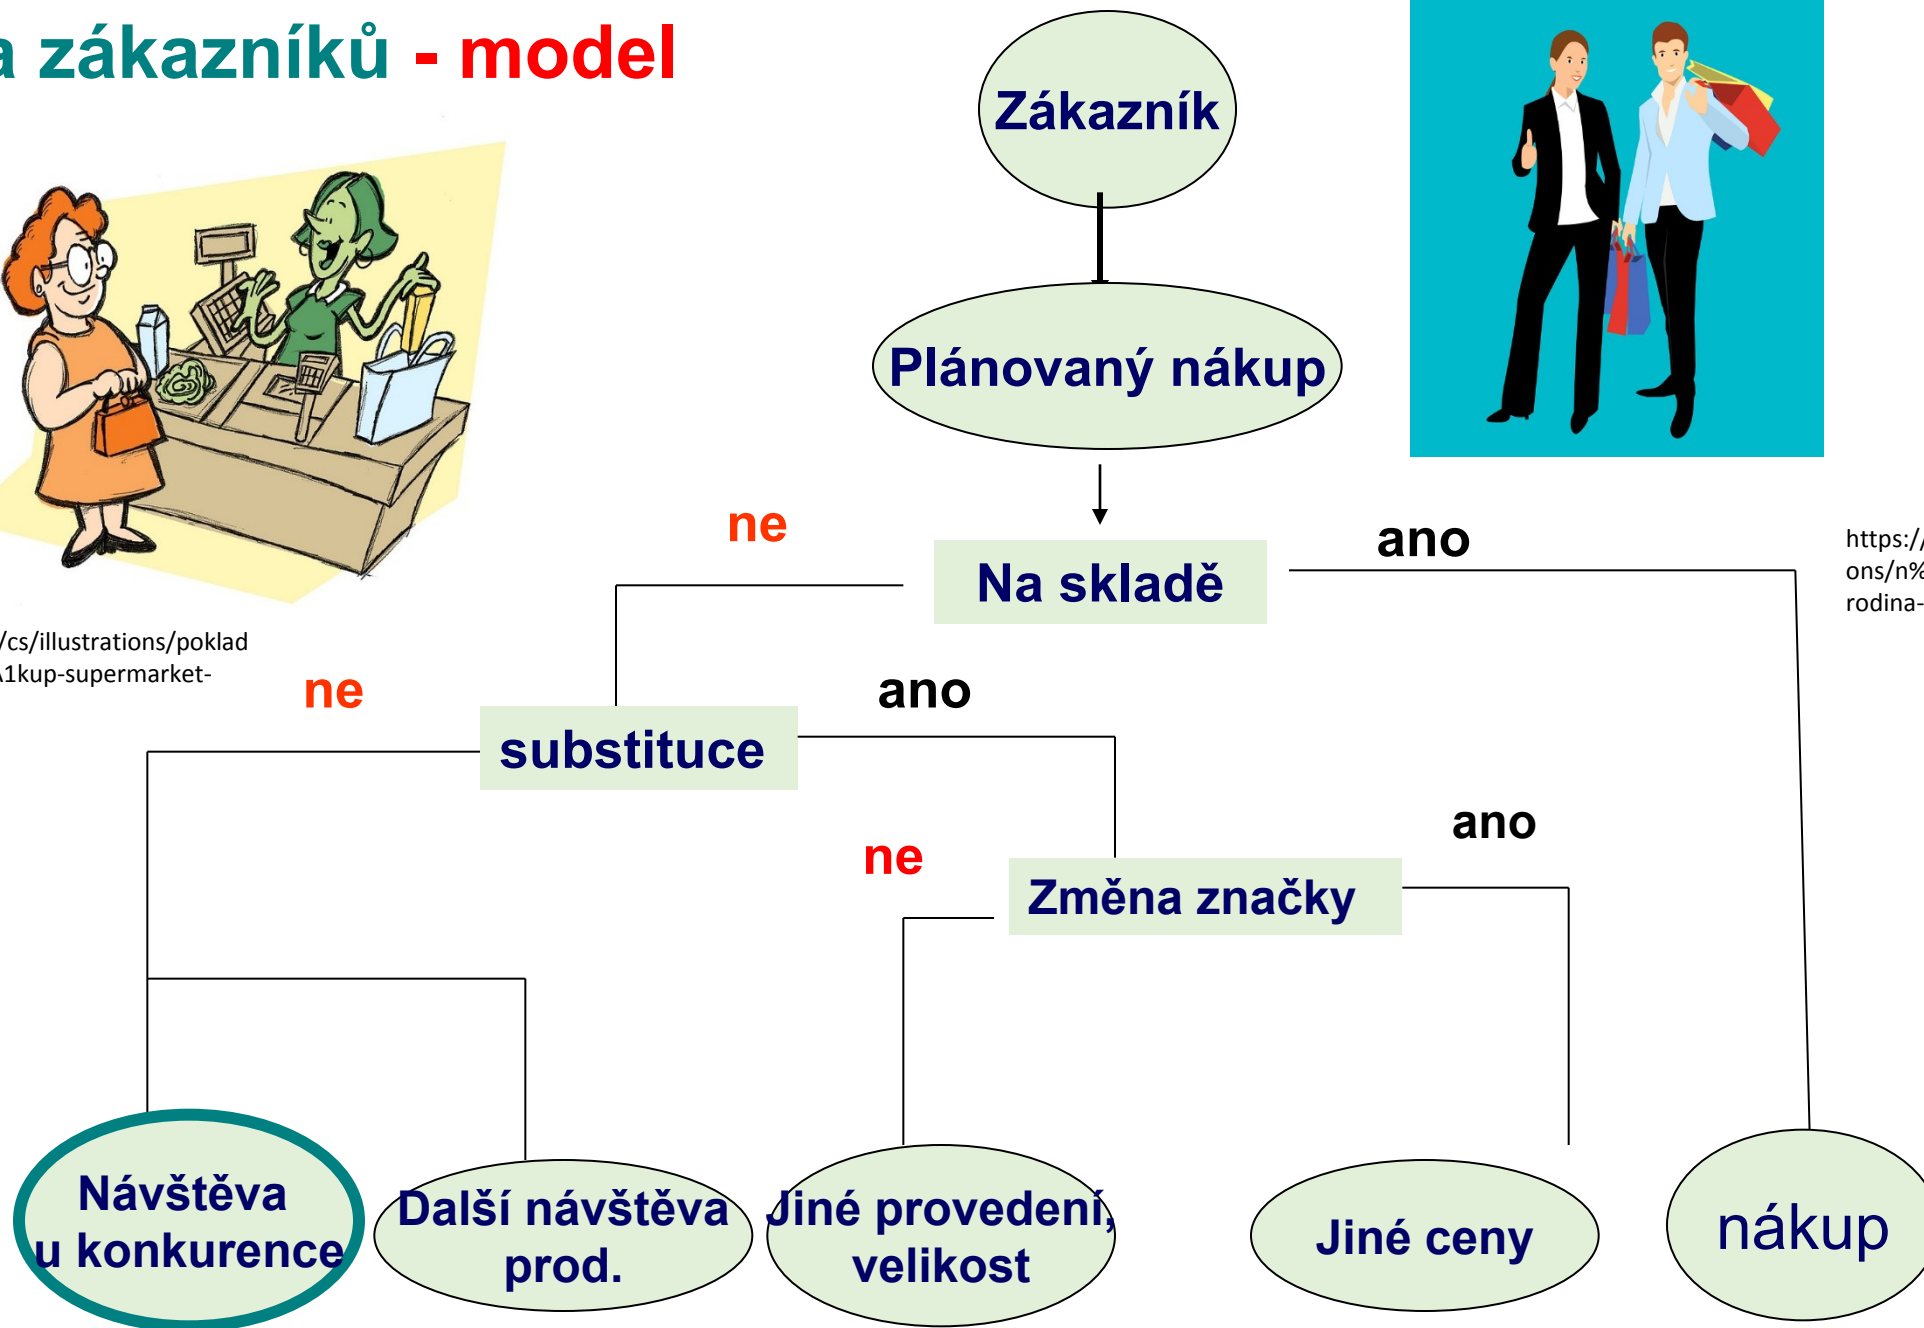 a zákazníků - model
Zákazník
Plánovaný nákup
ne
ano
Na skladě
https:/
ons/n%
rodina-
/cs/illustrations/poklad
1kup-supermarket-
ne
ano
substituce
ano
ne
Změna značky
Návštěva
u konkurence
Další návštěva
prod.
Jiné provedení,
velikost
Jiné ceny
nákup